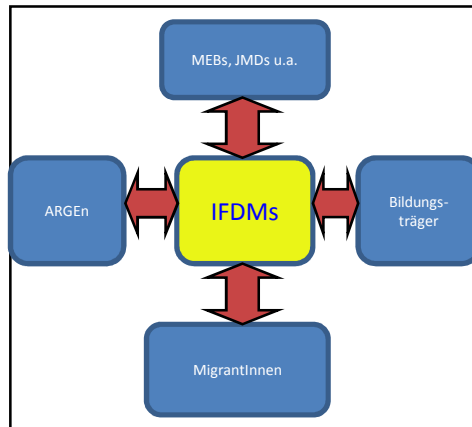 MEBs, JMDs u.a.
ARGEn
IFDMs
Bildungs-
träger
MigrantInnen